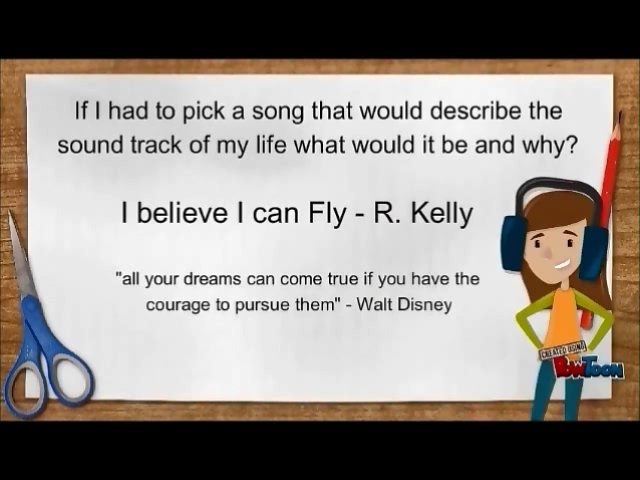 If I had to pick a song that would describe the
sound track of my life what would it be and why?
I believe I can Fly - R. Kelly
"all your dreams can come true if you have the
courage to pursue them" - Walt Disney
CREATED USING
PowToon